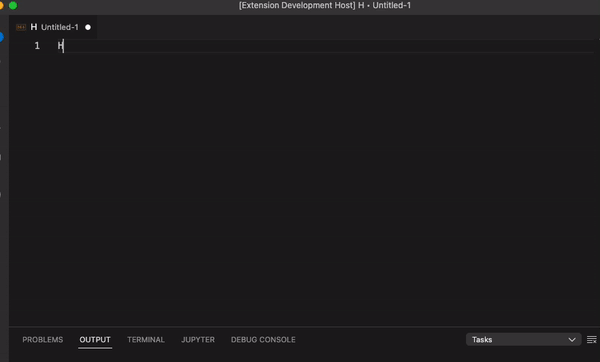 [Extension Development Host] H • Untitled-1
H Untitled-1
1 H
PROBLEMS OUTPUT TERMINAL JUPYTER DEBUG CONSOLE Tasks